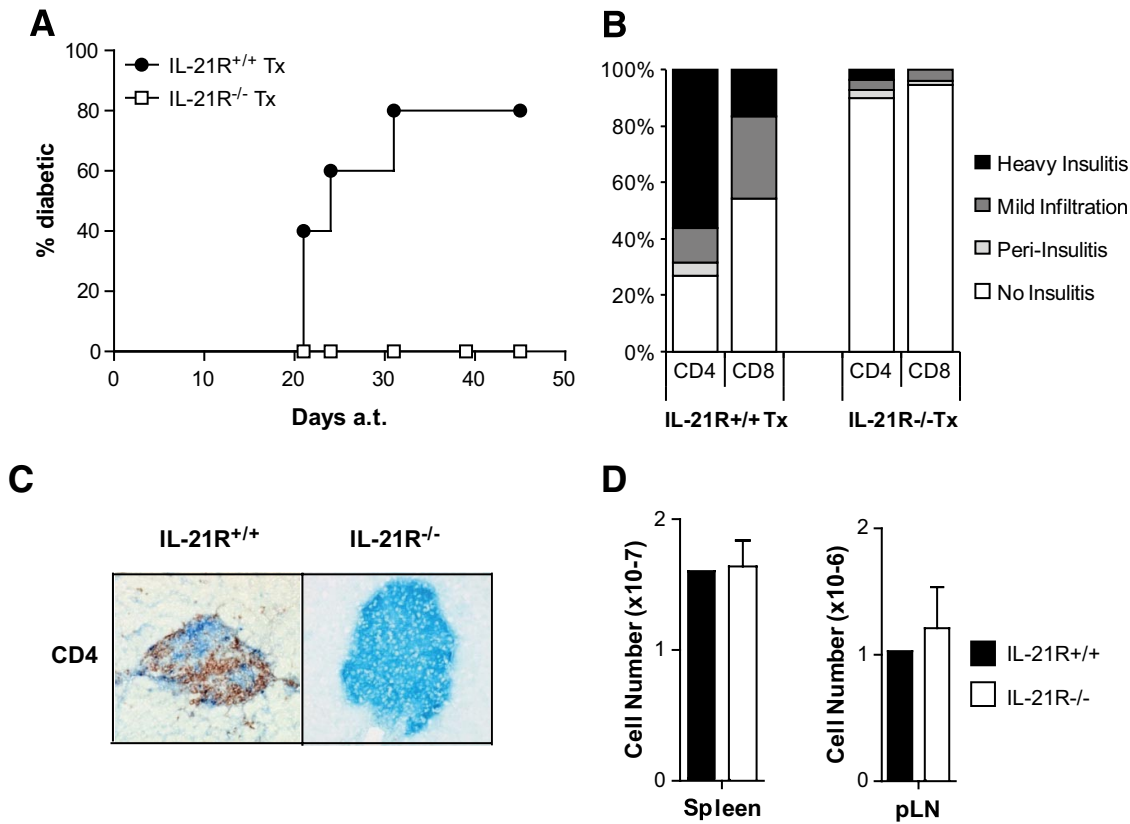 A
100
80
60
40
20
0
% diabetic
IL-21R+/+ Tx
IL-21R-/- Tx
0 10 20 30 40 50
Days a.t.
B
100%
80%
60%
40%
20%
0%
CD4 CD8 CD4 CD8
IL-21R+/+ Tx IL-21R-/-Tx
Heavy Insulitis
Mild Infiltration
Peri-Insulitis
No Insulitis
C
IL-21R+/+ IL-21R-/-
CD4
D
2
1
0
Cell Number (x10-7)
Spleen
2
1
0
Cell Number (x10-6)
pLN
IL-21R+/+
IL-21R-/-